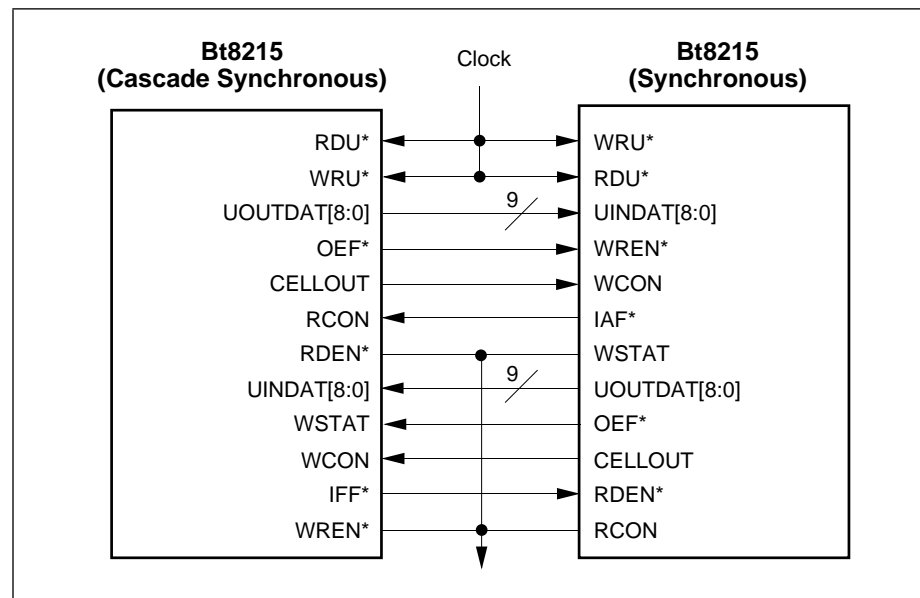 Bt8215
(Cascade Synchronous)
Clock
Bt8215
(Synchronous)
RDU*
WRU*
WRU*
RDU*
UOUTDAT[8:0]
9
UINDAT[8:0]
OEF*
WREN*
CELLOUT
WCON
RCON
IAF*
RDEN*
WSTAT
UINDAT[8:0]
9
UOUTDAT[8:0]
WSTAT
OEF*
WCON
CELLOUT
IFF*
RDEN*
WREN*
RCON